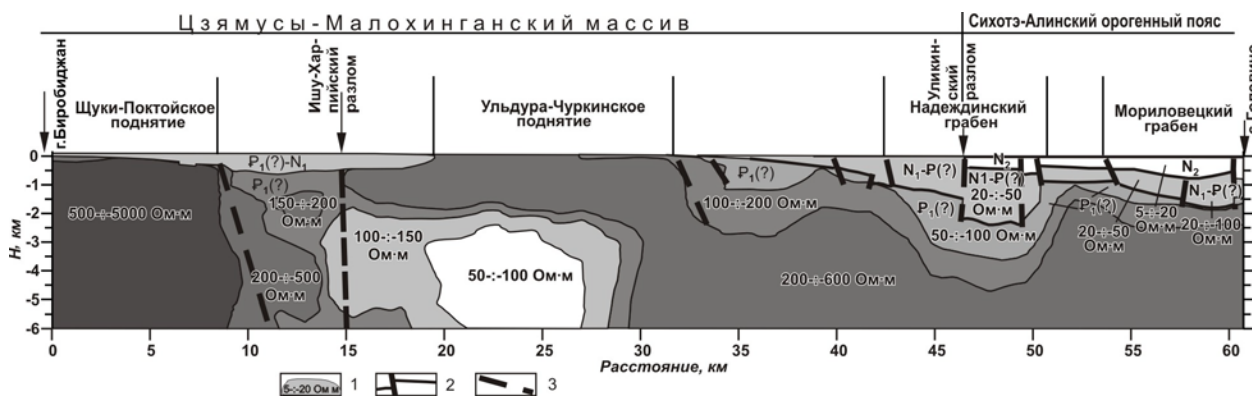 Цзямусы-Малохинганский массив
Сихотэ-Алинский орогенный пояс
г.Биробиджан
Щуки-Поктойское
поднятие
Ишу-Хар-
пийский
разлом
Ульдура-Чуркинское
поднятие
Уликин-
ский
разлом
Надеждинский
грабен
Мориловецкий
грабен
0
-1
-2
-3
-4
-5
-6
H, км
500-:-5000 Ом·м
P₁(?)-N₁
P₁(?)
150-:-200
Ом·м
200-:-500
Ом·м
100-:-150
Ом·м
50-:-100 Ом·м
P₁(?)
100-:-200 Ом·м
200-:-600 Ом·м
N₁-P(?)
P₁(?)
50-:-100 Ом·м
N₂
N1-P(?)
20-:-50
Ом·м
P₁(?)
20-:-50
Ом·м
5-:-20
Ом·м
N₂
N₁-P(?)
20-:-100
Ом·м
0 5 10 15 20 25 30 35 40 45 50 55 60
Расстояние, км
5-:-20 Ом м 1 2 3